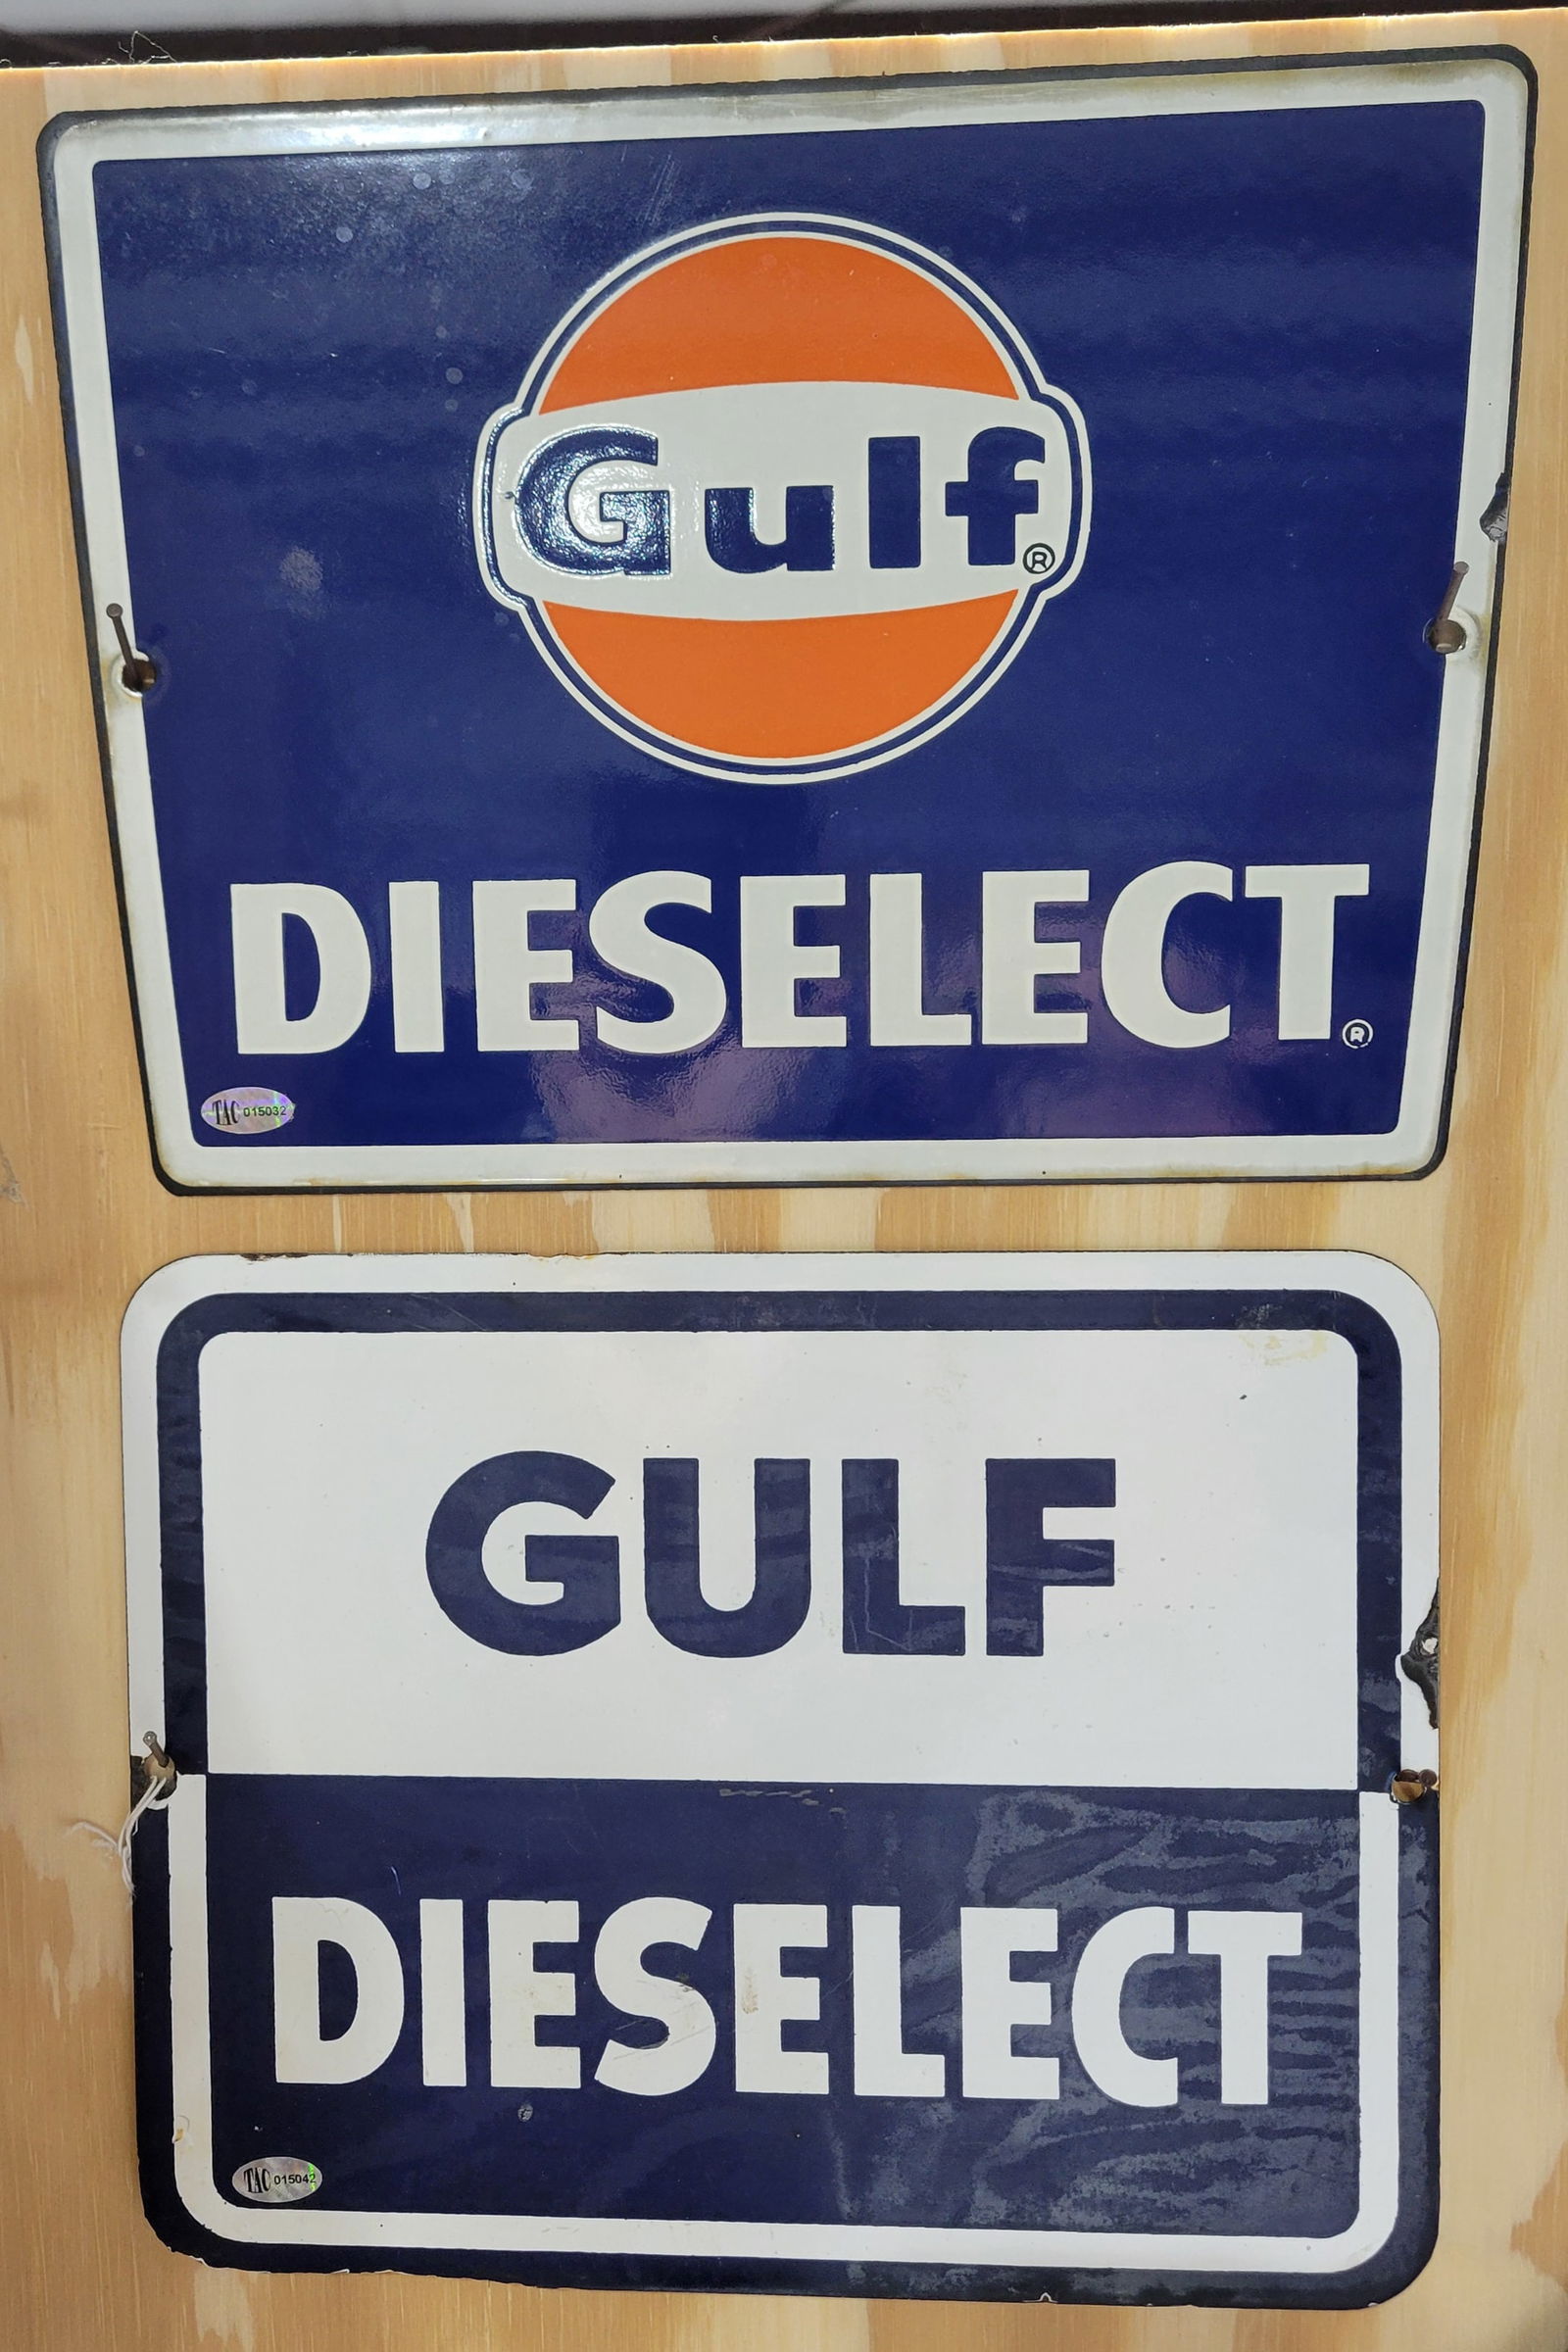 Gulf®
DIESELECT®
TAC 015032
GULF
DIESELECT
TAC 015042